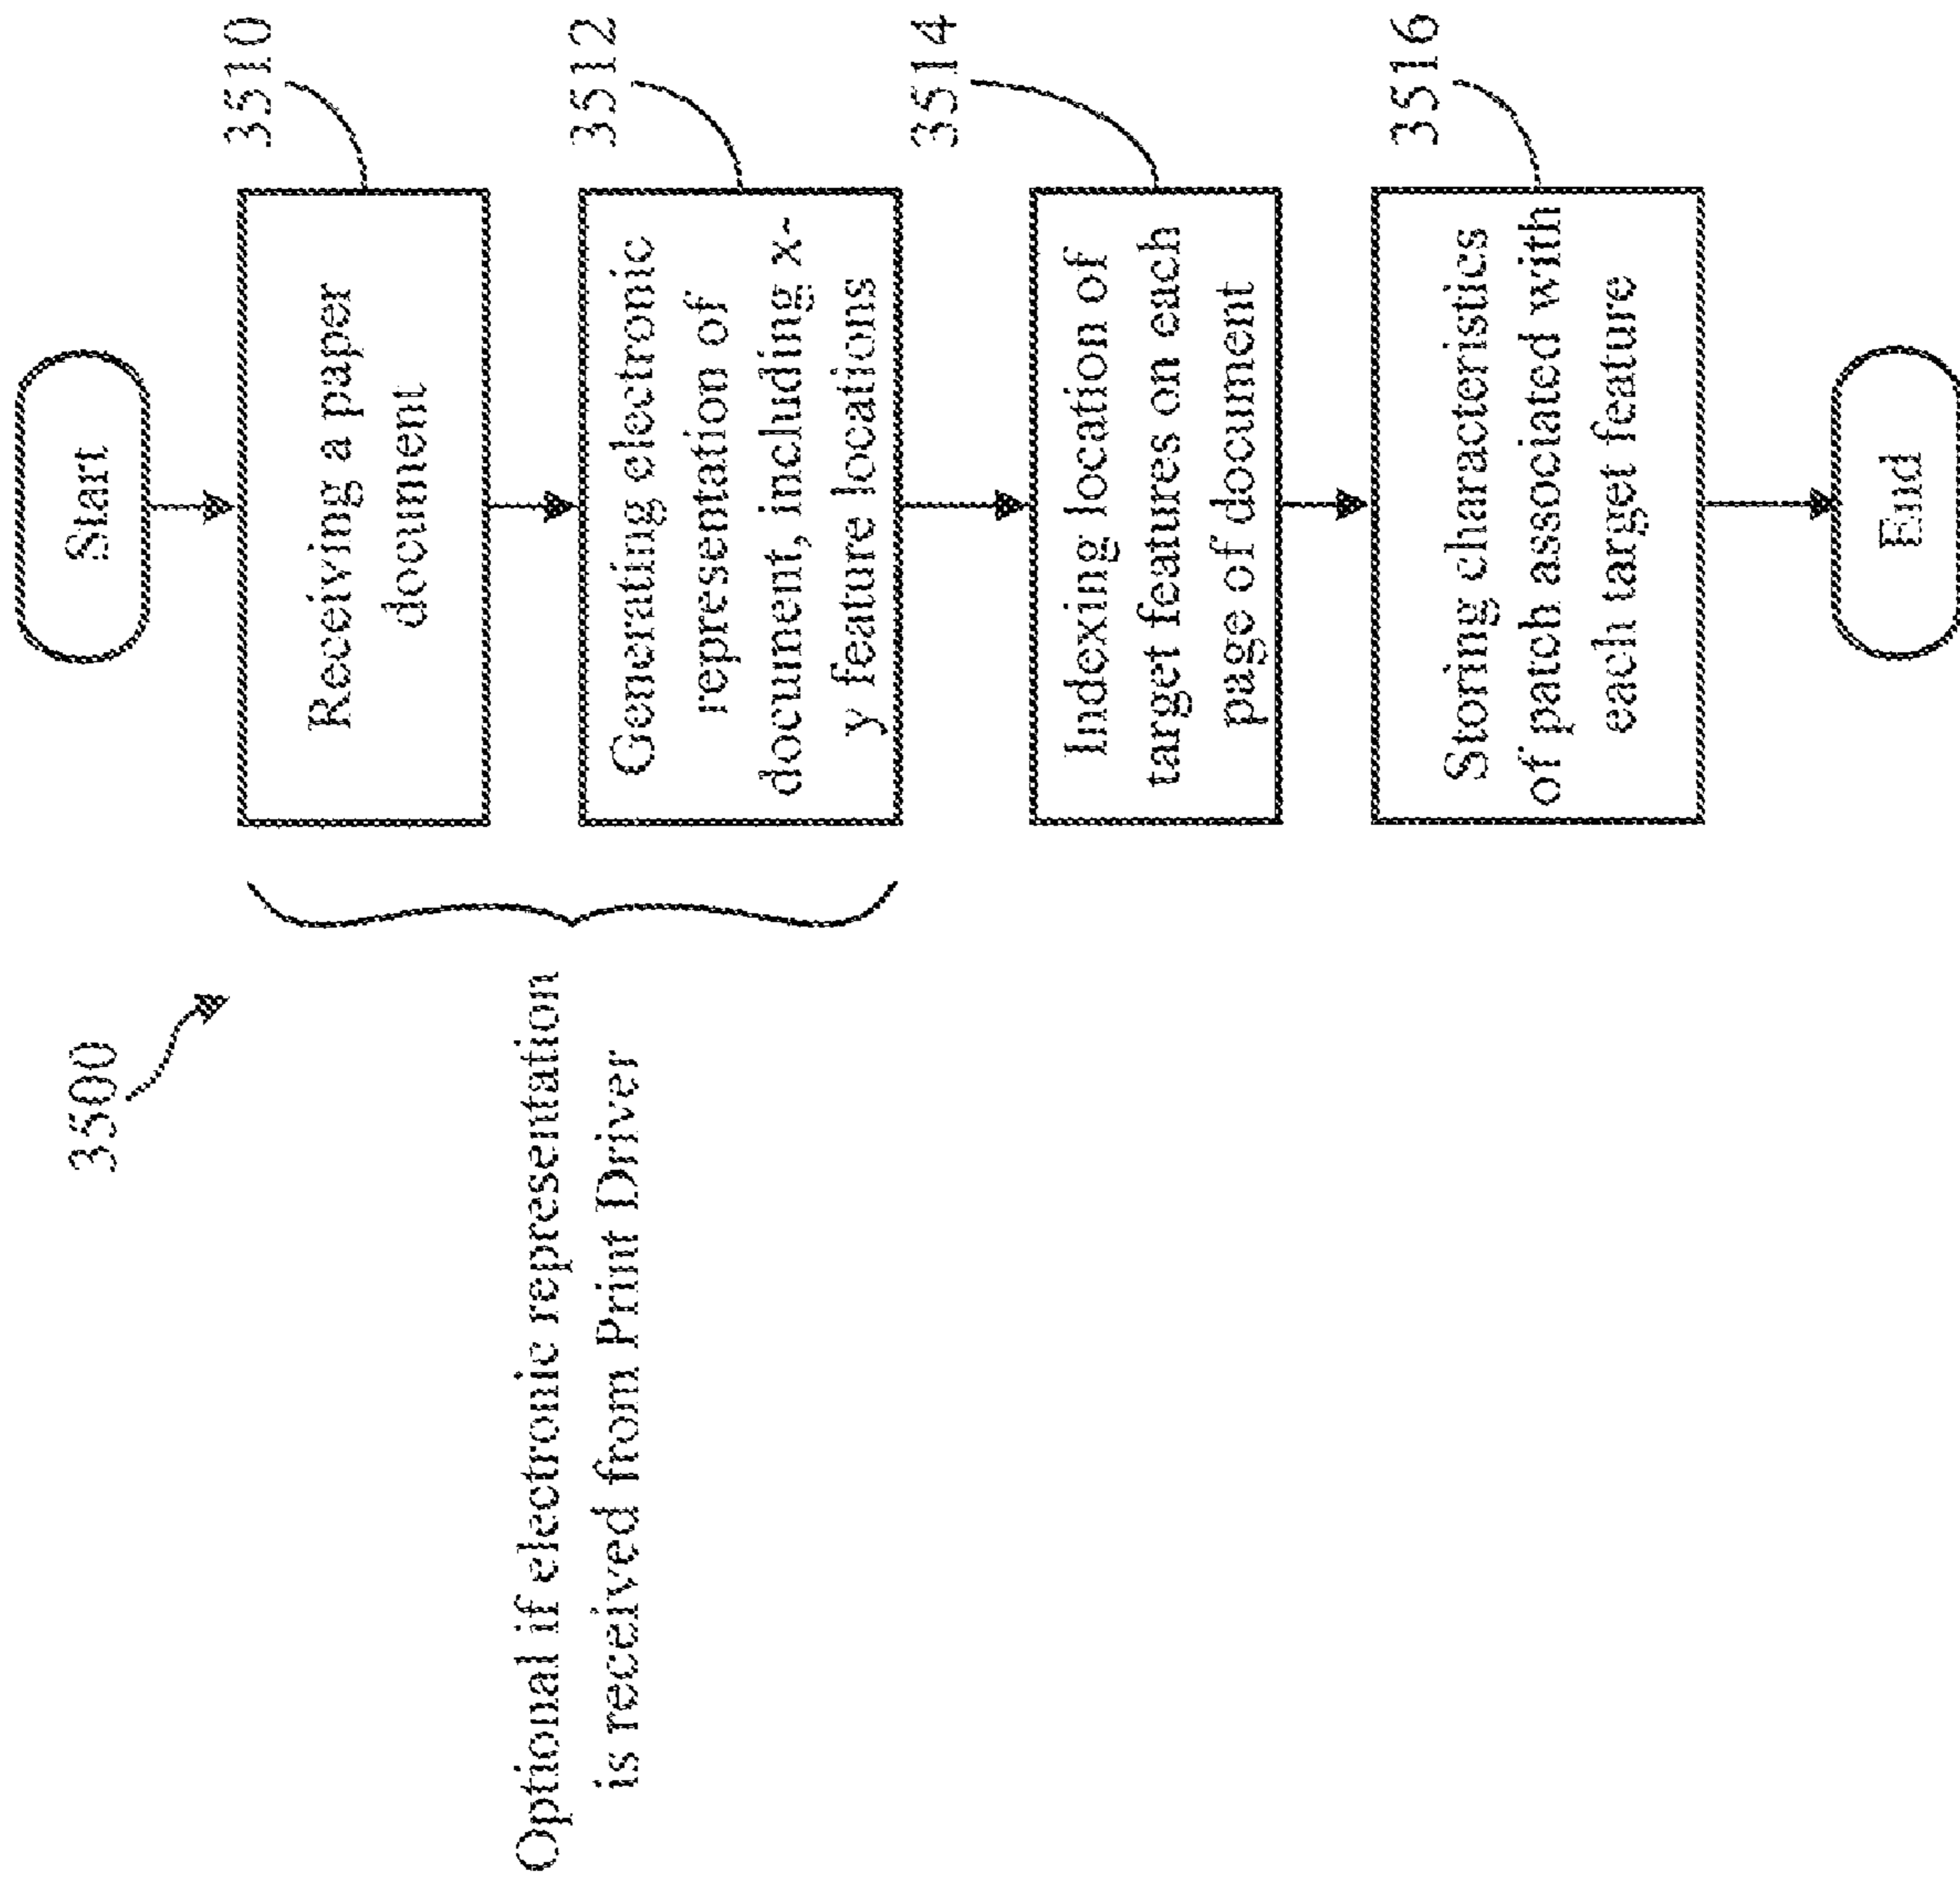 3500
Start
Receiving a paper
document
3510
Generating electronic
representation of
document, including x-
y feature locations
3512
Optional if electronic representation
is received from Print Driver
Indexing location of
target features on each
page of document
3514
Storing characteristics
of patch associated with
each target feature
3516
End